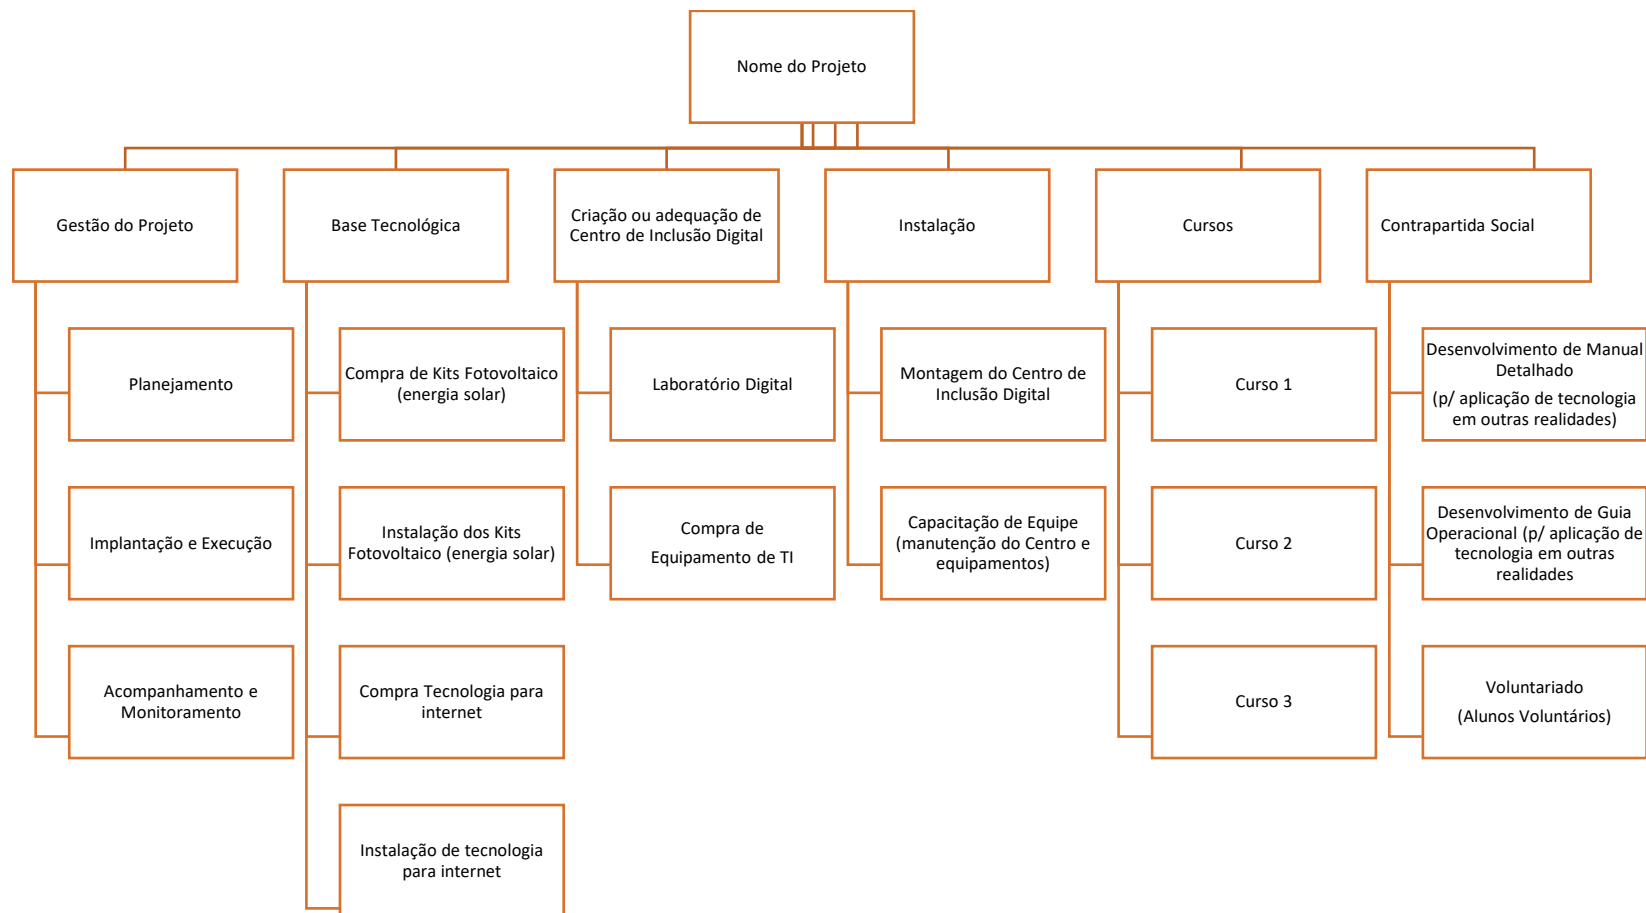 Nome do Projeto
Gestão do Projeto
Base Tecnológica
Criação ou adequação de
Centro de Inclusão Digital
Instalação
Cursos
Contrapartida Social
Planejamento
Implantação e Execução
Acompanhamento e
Monitoramento
Compra de Kits Fotovoltaico
(energia solar)
Instalação dos Kits
Fotovoltaico (energia solar)
Compra Tecnologia para
internet
Instalação de tecnologia
para internet
Laboratório Digital
Compra de
Equipamento de TI
Montagem do Centro de
Inclusão Digital
Capacitação de Equipe
(manutenção do Centro e
equipamentos)
Curso 1
Curso 2
Curso 3
Desenvolvimento de Manual
Detalhado
(p/ aplicação de tecnologia
em outras realidades)
Desenvolvimento de Guia
Operacional (p/ aplicação de
tecnologia em outras
realidades
Voluntariado
(Alunos Voluntários)